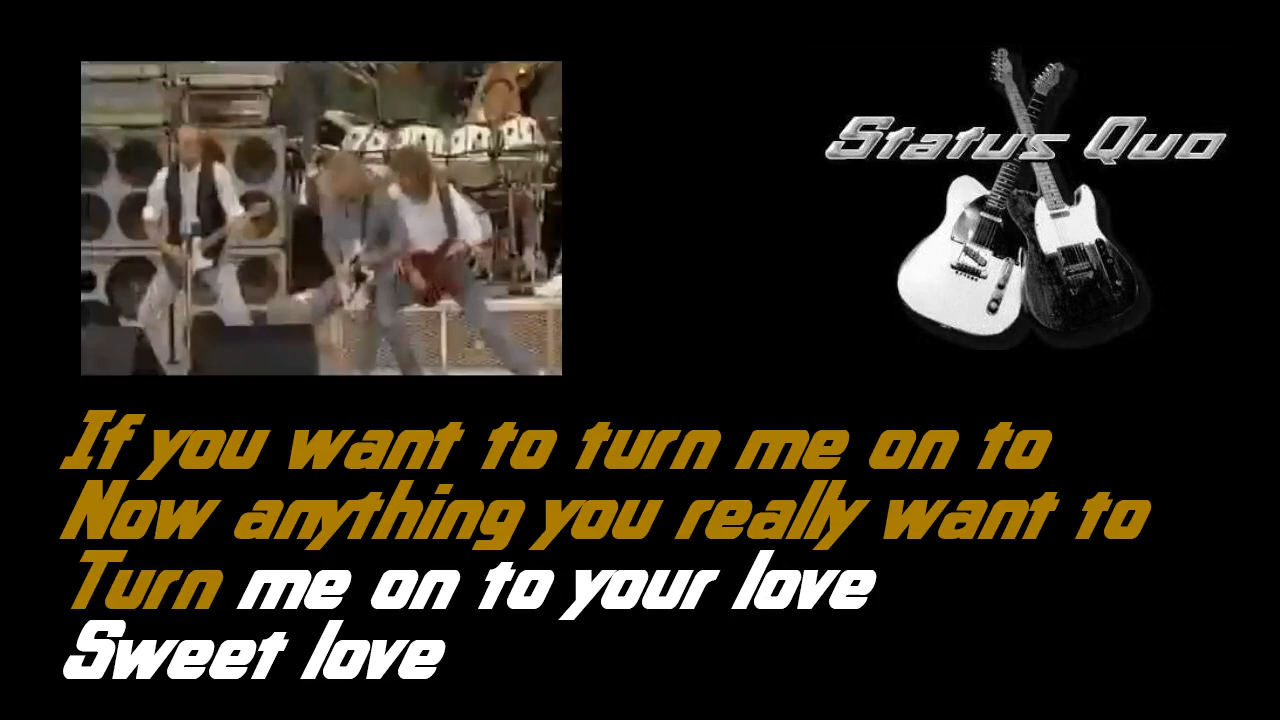 Status Quo
If you want to turn me on to
Now anything you really want to
Turn me on to your love
Sweet love